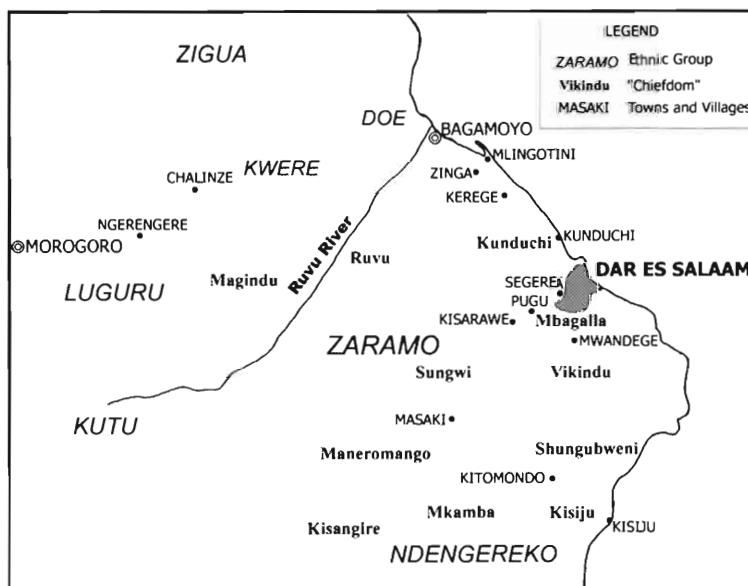 LEGEND
ZARAMO Ethnic Group
Vikindu "Chiefdom"
MASAKI Towns and Villages
ZIGUA
DOE
BAGAMOYO
MLINGOTINI
KWERE
ZINGA
CHALINZE
KEREGE
NGERENGERE
Kunduchi
KUNDUCHI
MOROGORO
Ruvu River
Ruvu
DAR ES SALAAM
Magindu
SEGEREA
LUGURU
PUGU
KISARAWE
Mbagalla
ZARAMO
MWANDEGE
Sungwi
Vikindu
KUTU
MASAKI
Maneromango
Shungubweni
KITOMONDO
Mkamba
Kisiju
Kisangire
KISIJU
NDENGEREKO